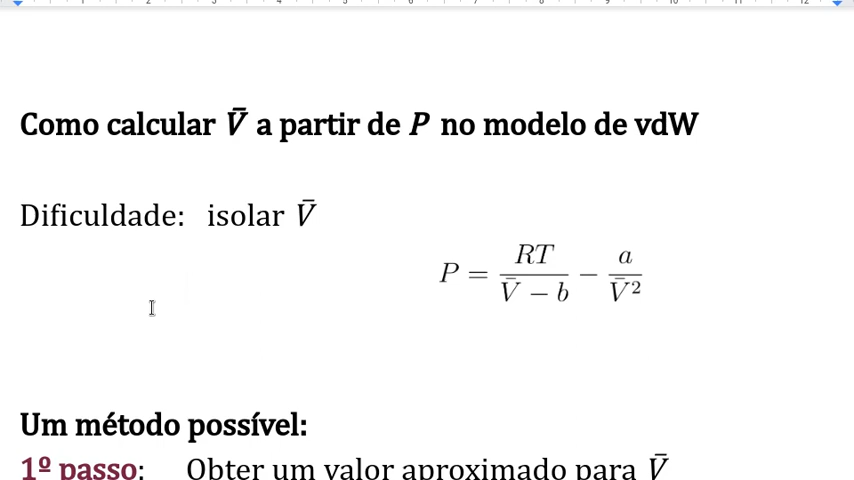 Como calcular V̄ a partir de P no modelo de vdW
Dificuldade: isolar V̄
P = RT / (V̄ − b) − a / V̄²
Um método possível:
1º passo: Obter um valor aproximado para V̄